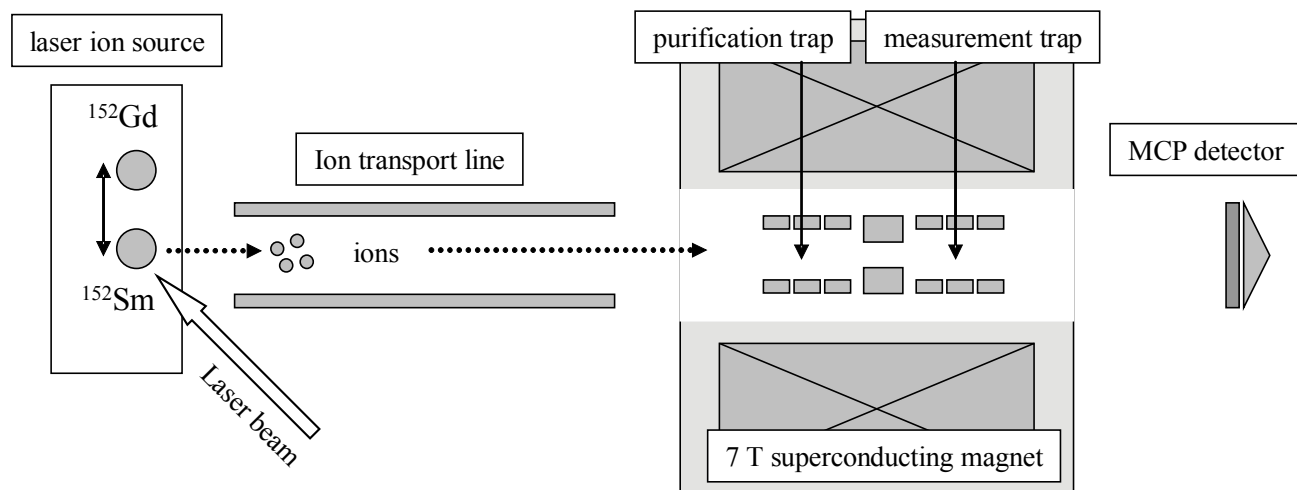 laser ion source
purification trap
measurement trap
¹⁵²Gd
Ion transport line
MCP detector
ions
¹⁵²Sm
Laser beam
7 T superconducting magnet